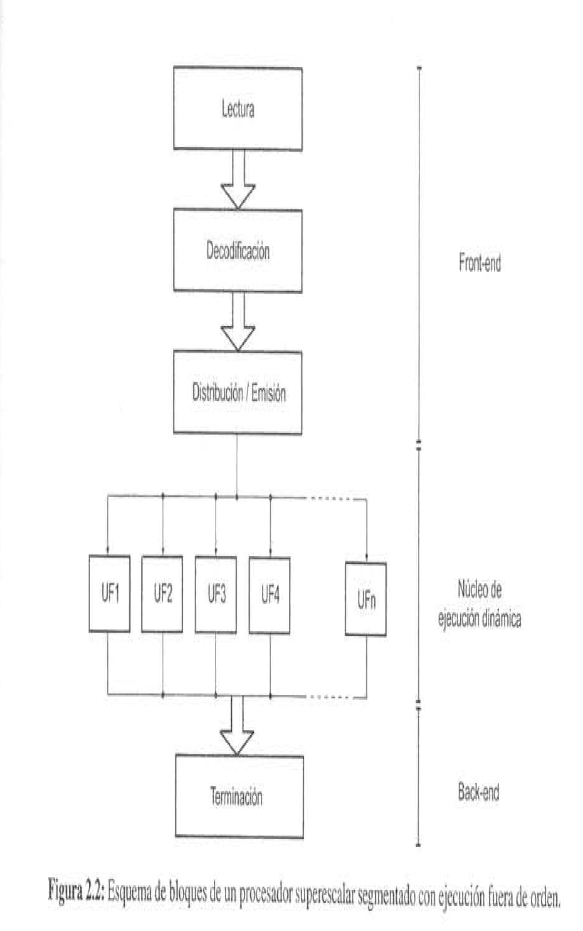 Lectura
Decodificación
Front-end
Distribución / Emisión
UF1
UF2
UF3
UF4
UFn
Núcleo de
ejecución dinámica
Terminación
Back-end
Figura 2.2: Esquema de bloques de un procesador superescalar segmentado con ejecución fuera de orden.